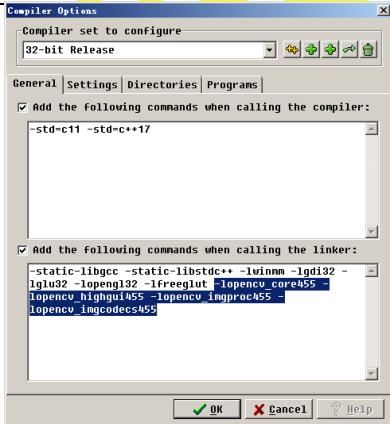 Compiler Options
Compiler set to configure
32-bit Release
General Settings Directories Programs
Add the following commands when calling the compiler:
-std=c11 -std=c++17
Add the following commands when calling the linker:
-static-libgcc -static-libstdc++ -lwinmm -lgdi32 -
lglu32 -lopengl32 -lfreeglut -lopencv_core455 -
lopencv_highgui455 -lopencv_imgproc455 -
lopencv_imgcodecs455
OK Cancel Help